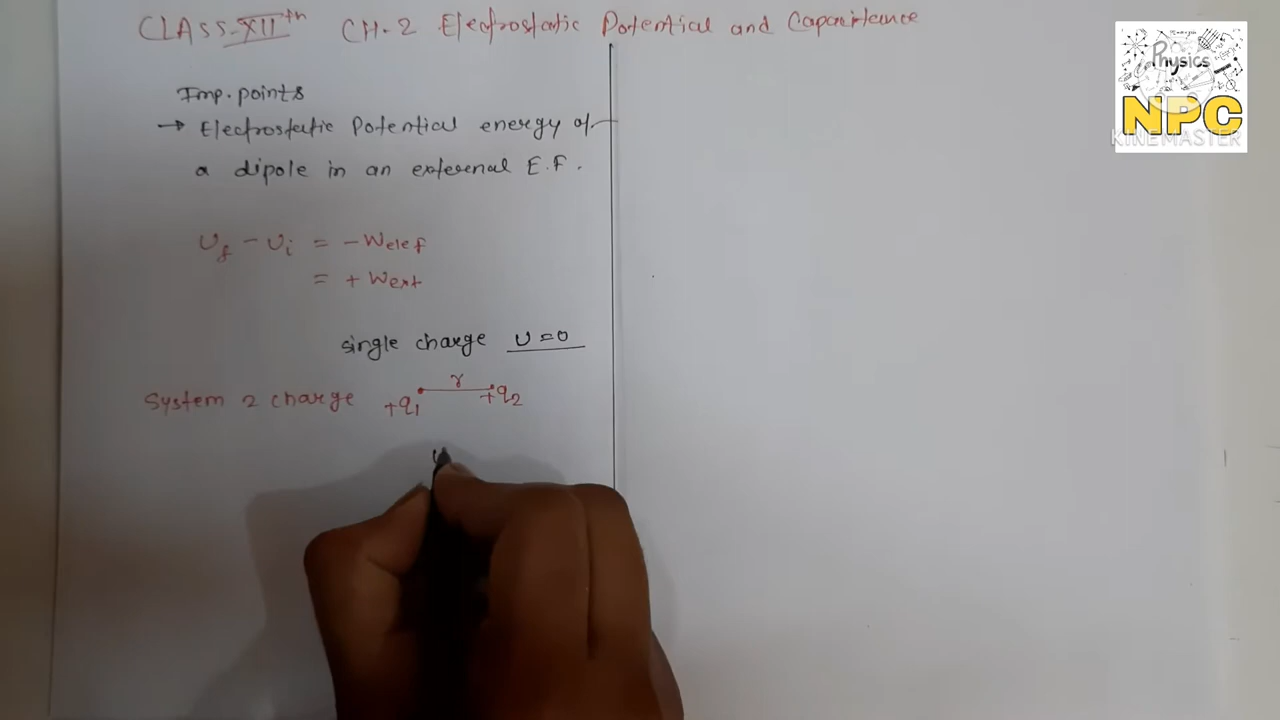 CLASS-XIIth CH-2 Electrostatic Potential and Capacitance
Imp. points
→ Electrostatic Potential energy of
a dipole in an external E.F.
Uf - Ui = - Welef
= + Wext
single charge U=0
System 2 charge +q1 r +q2
Physics
NPC
KINEMASTER